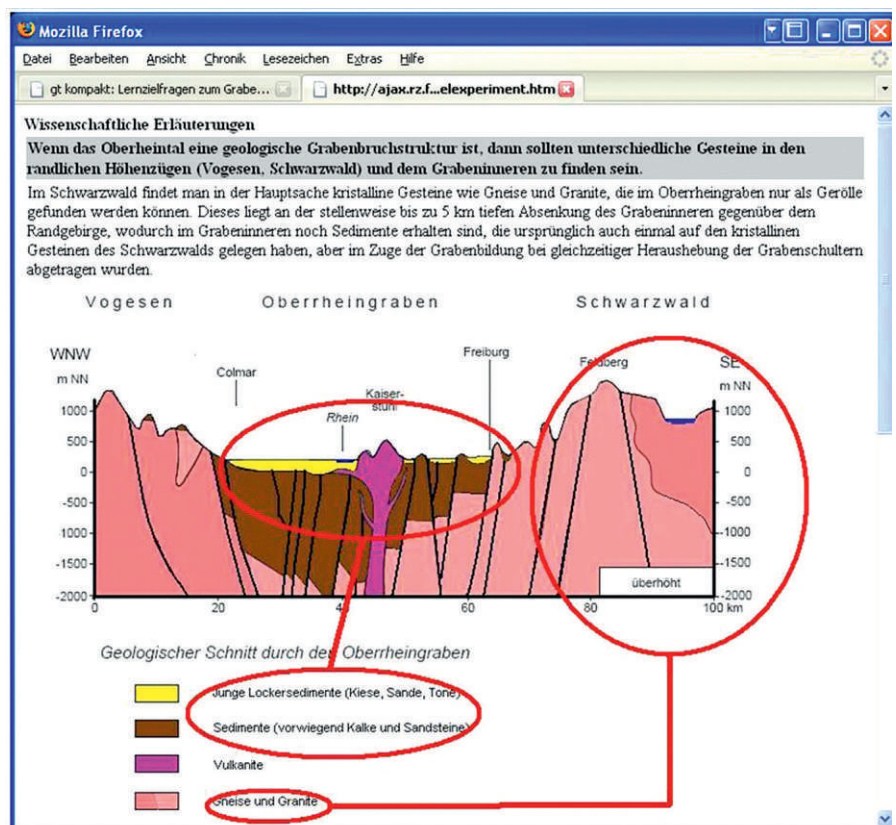 Mozilla Firefox
Datei Bearbeiten Ansicht Chronik Lesezeichen Extras Hilfe
gt kompakt: Lernzielfragen zum Grabe... http://ajax.rz.f...elexperiment.htm
Wissenschaftliche Erläuterungen
Wenn das Oberheintal eine geologische Grabenbruchstruktur ist, dann sollten unterschiedliche Gesteine in den
randlichen Höhenzügen (Vogesen, Schwarzwald) und dem Grabeninneren zu finden sein.
Im Schwarzwald findet man in der Hauptsache kristalline Gesteine wie Gneise und Granite, die im Oberrheingraben nur als Gerölle
gefunden werden können. Dieses liegt an der stellenweise bis zu 5 km tiefen Absenkung des Grabeninneren gegenüber dem
Randgebirge, wodurch im Grabeninneren noch Sedimente erhalten sind, die ursprünglich auch einmal auf den kristallinen
Gesteinen des Schwarzwalds gelegen haben, aber im Zuge der Grabenbildung bei gleichzeitiger Heraushebung der Grabenschultern
abgetragen wurden.
Vogesen Oberrheingraben Schwarzwald
WNW Freiburg Feldberg SE
m NN Colmar Kaiser- m NN
Rhein stuhl
1000 1000
500 500
0 0
-500 -500
-1000 -1000
-1500 -1500
überhöht
-2000 -2000
0 20 40 60 80 100 km
Geologischer Schnitt durch den Oberrheingraben
Junge Lockersedimente (Kiese, Sande, Tone)
Sedimente (vorwiegend Kalke und Sandsteine)
Vulkanite
Gneise und Granite